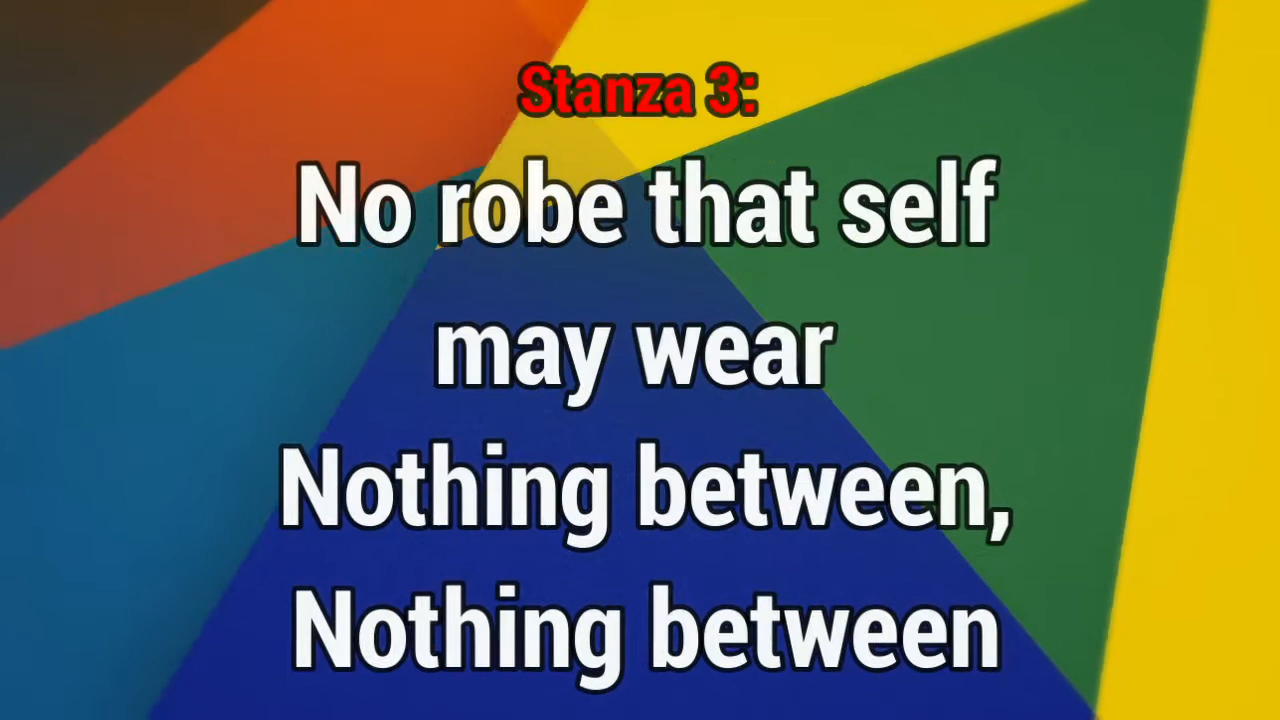 Stanza 3:
No robe that self
may wear
Nothing between,
Nothing between